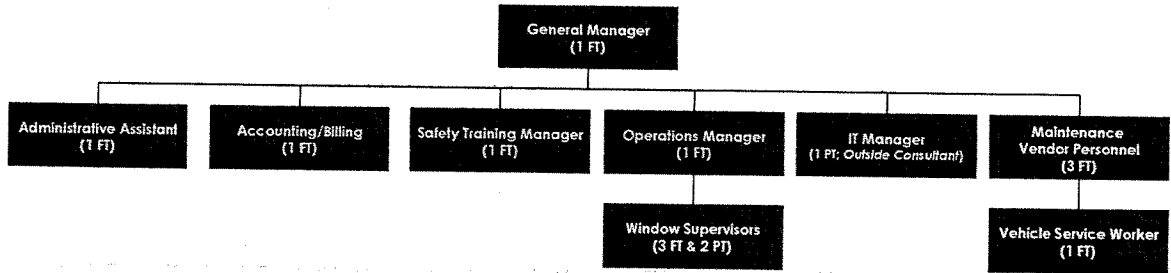 General Manager
(1 FT)
Administrative Assistant
(1 FT)
Accounting/Billing
(1 FT)
Safety Training Manager
(1 FT)
Operations Manager
(1 FT)
IT Manager
(1 PT; Outside Consultant)
Maintenance
Vendor Personnel
(3 FT)
Window Supervisors
(3 FT & 2 PT)
Vehicle Service Worker
(1 FT)